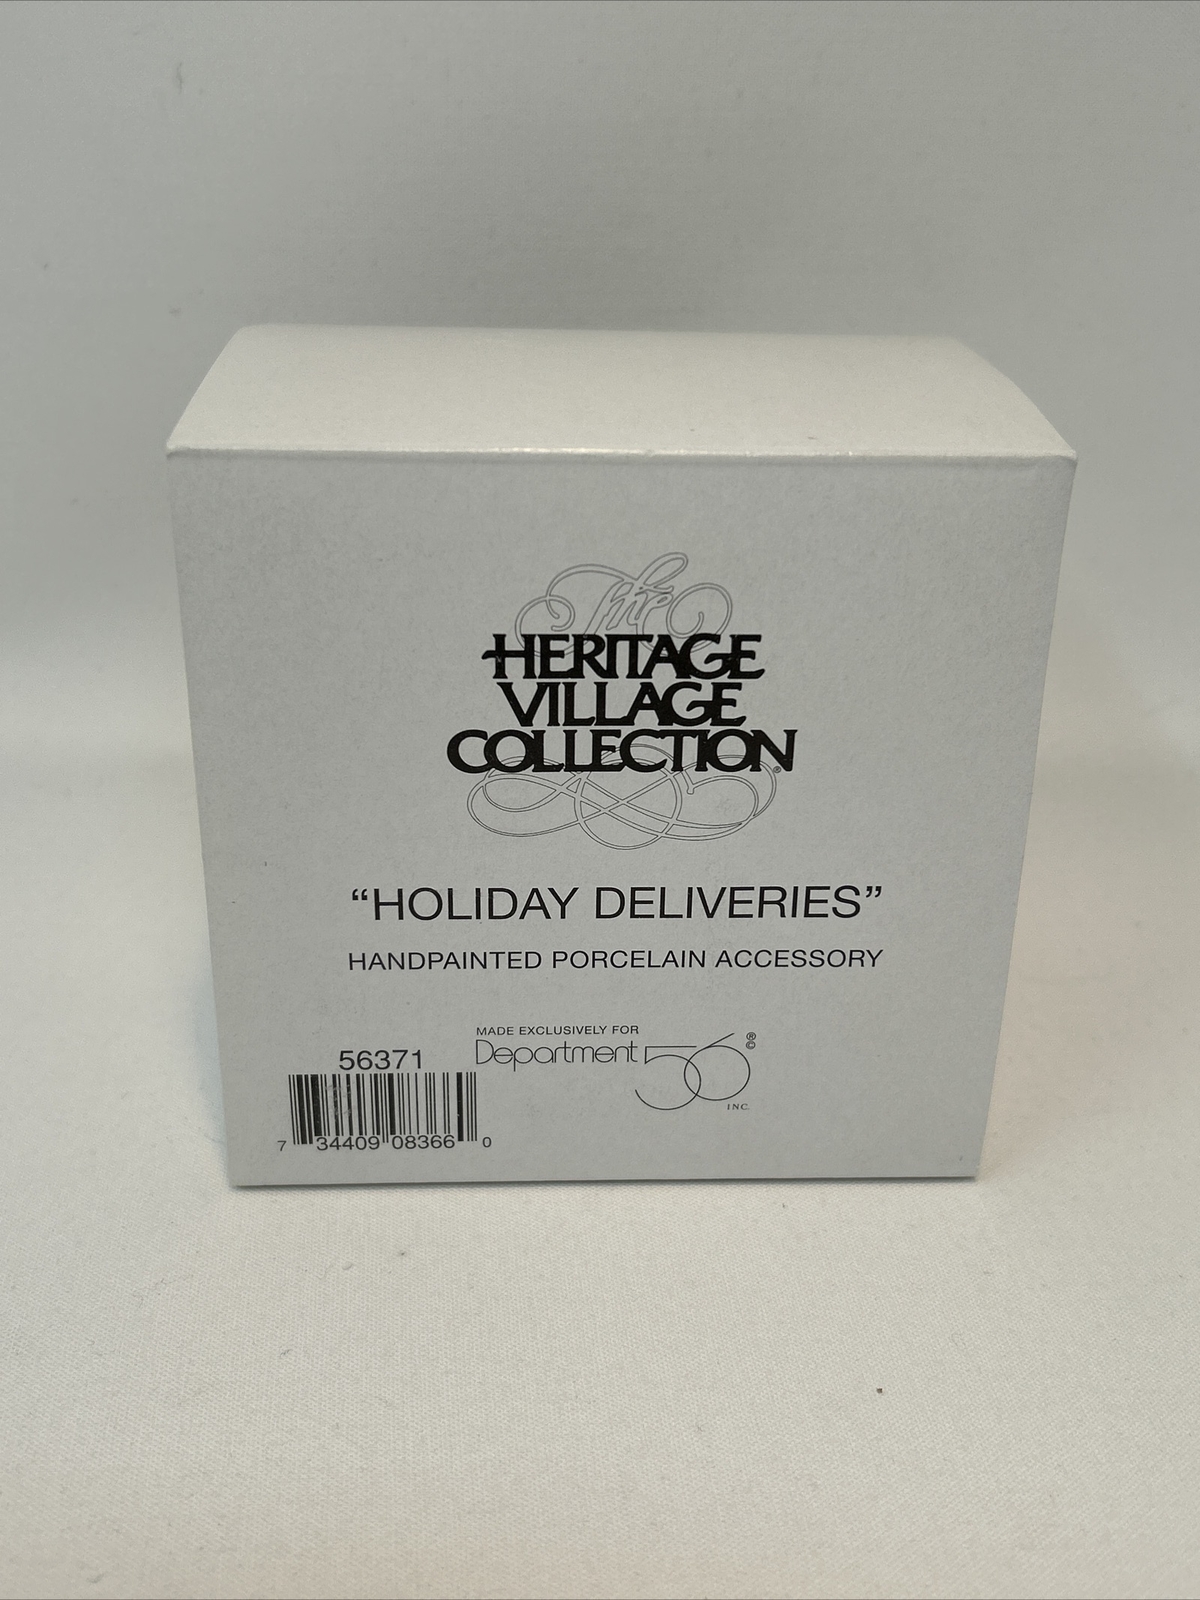 The
HERITAGE
VILLAGE
COLLECTION®
“HOLIDAY DELIVERIES”
HANDPAINTED PORCELAIN ACCESSORY
MADE EXCLUSIVELY FOR
Department 56 ® ©
INC.
56371
7 34409 08366 0